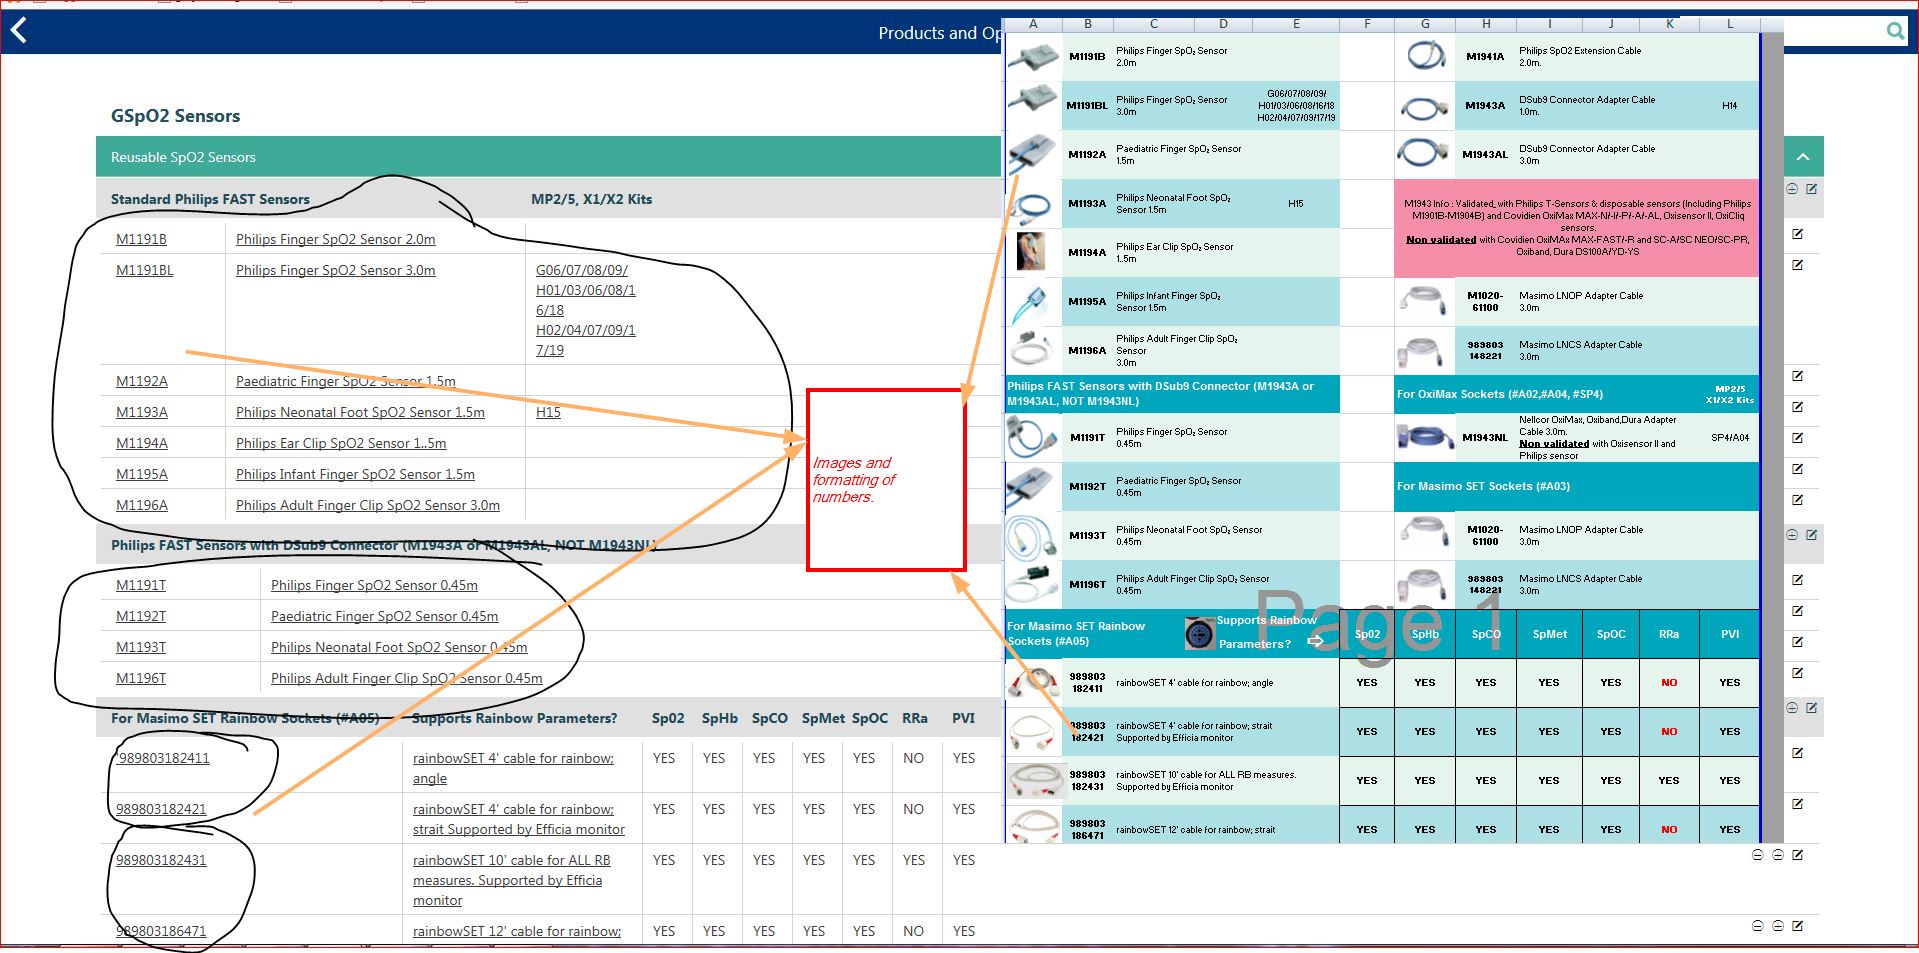 Products and Op
GSpO2 Sensors
Reusable SpO2 Sensors
Standard Philips FAST Sensors MP2/5, X1/X2 Kits
M1191B Philips Finger SpO2 Sensor 2.0m
M1191BL Philips Finger SpO2 Sensor 3.0m G06/07/08/09/
H01/03/06/08/1
6/18
H02/04/07/09/1
7/19
M1192A Paediatric Finger SpO2 Sensor 1.5m
M1193A Philips Neonatal Foot SpO2 Sensor 1.5m H15
M1194A Philips Ear Clip SpO2 Sensor 1..5m
M1195A Philips Infant Finger SpO2 Sensor 1.5m
M1196A Philips Adult Finger Clip SpO2 Sensor 3.0m
Philips FAST Sensors with DSub9 Connector (M1943A or M1943AL, NOT M1943NL)
M1191T Philips Finger SpO2 Sensor 0.45m
M1192T Paediatric Finger SpO2 Sensor 0.45m
M1193T Philips Neonatal Foot SpO2 Sensor 0.45m
M1196T Philips Adult Finger Clip SpO2 Sensor 0.45m
For Masimo SET Rainbow Sockets (#A05) Supports Rainbow Parameters? Sp02 SpHb SpCO SpMet SpOC RRa PVI
'989803182411 rainbowSET 4' cable for rainbow; YES YES YES YES YES NO YES
angle
989803182421 rainbowSET 4' cable for rainbow; YES YES YES YES YES NO YES
strait Supported by Efficia monitor
989803182431 rainbowSET 10' cable for ALL RB YES YES YES YES YES YES YES
measures. Supported by Efficia
monitor
989803186471 rainbowSET 12' cable for rainbow; YES YES YES YES YES NO YES
Images and
formatting of
numbers.
A B C D E F G H I J K L
M1191B Philips Finger SpO₂ Sensor
2.0m
M1191BL Philips Finger SpO₂ Sensor
3.0m
G06/07/08/09/
H01/03/06/08/16/18
H02/04/07/09/17/19
M1192A Paediatric Finger SpO₂ Sensor
1.5m
M1193A Philips Neonatal Foot SpO₂
Sensor 1.5m
H15
M1194A Philips Ear Clip SpO₂ Sensor
1..5m
M1195A Philips Infant Finger SpO₂
Sensor 1.5m
M1196A Philips Adult Finger Clip SpO₂
Sensor
3.0m
Philips FAST Sensors with DSub9 Connector (M1943A or
M1943AL, NOT M1943NL)
M1191T Philips Finger SpO₂ Sensor
0.45m
M1192T Paediatric Finger SpO₂ Sensor
0.45m
M1193T Philips Neonatal Foot SpO₂ Sensor
0.45m
M1196T Philips Adult Finger Clip SpO₂ Sensor
0.45m
M1941A Philips SpO2 Extension Cable
2.0m.
M1943A DSub9 Connector Adapter Cable
1.0m.
H14
M1943AL DSub9 Connector Adapter Cable
3.0m
M1943 Info : Validated with Philips T-Sensors & disposable sensors (Including Philips
M1901B-M1904B) and Covidien OxiMax MAX-N/-I/-P/-A/-AL, Oxisensor II, OxiCliq
sensors.
Non validated with Covidien OxiMAx MAX-FAST/-R and SC-A/SC NEO/SC-PR,
Oxiband, Dura DS100A/YD-YS
M1020-
61100
Masimo LNOP Adapter Cable
3.0m
989803
148221
Masimo LNCS Adapter Cable
3.0m
For OxiMax Sockets (#A02,#A04, #SP4) MP2/5
X1/X2 Kits
M1943NL Nellcor OxiMax, Oxiband,Dura Adapter
Cable 3.0m.
Non validated with Oxisensor II and
Philips sensor
SP4/A04
For Masimo SET Sockets (#A03)
M1020-
61100
Masimo LNOP Adapter Cable
3.0m
989803
148221
Masimo LNCS Adapter Cable
3.0m
Page 1
For Masimo SET Rainbow
Sockets (#A05)
Supports Rainbow
Parameters?
Sp02 SpHb SpCO SpMet SpOC RRa PVI
989803
182411
rainbowSET 4' cable for rainbow; angle YES YES YES YES YES NO YES
989803
182421
rainbowSET 4' cable for rainbow; strait
Supported by Efficia monitor
YES YES YES YES YES NO YES
989803
182431
rainbowSET 10' cable for ALL RB measures.
Supported by Efficia monitor
YES YES YES YES YES YES YES
989803
186471
rainbowSET 12' cable for rainbow; strait YES YES YES YES YES NO YES